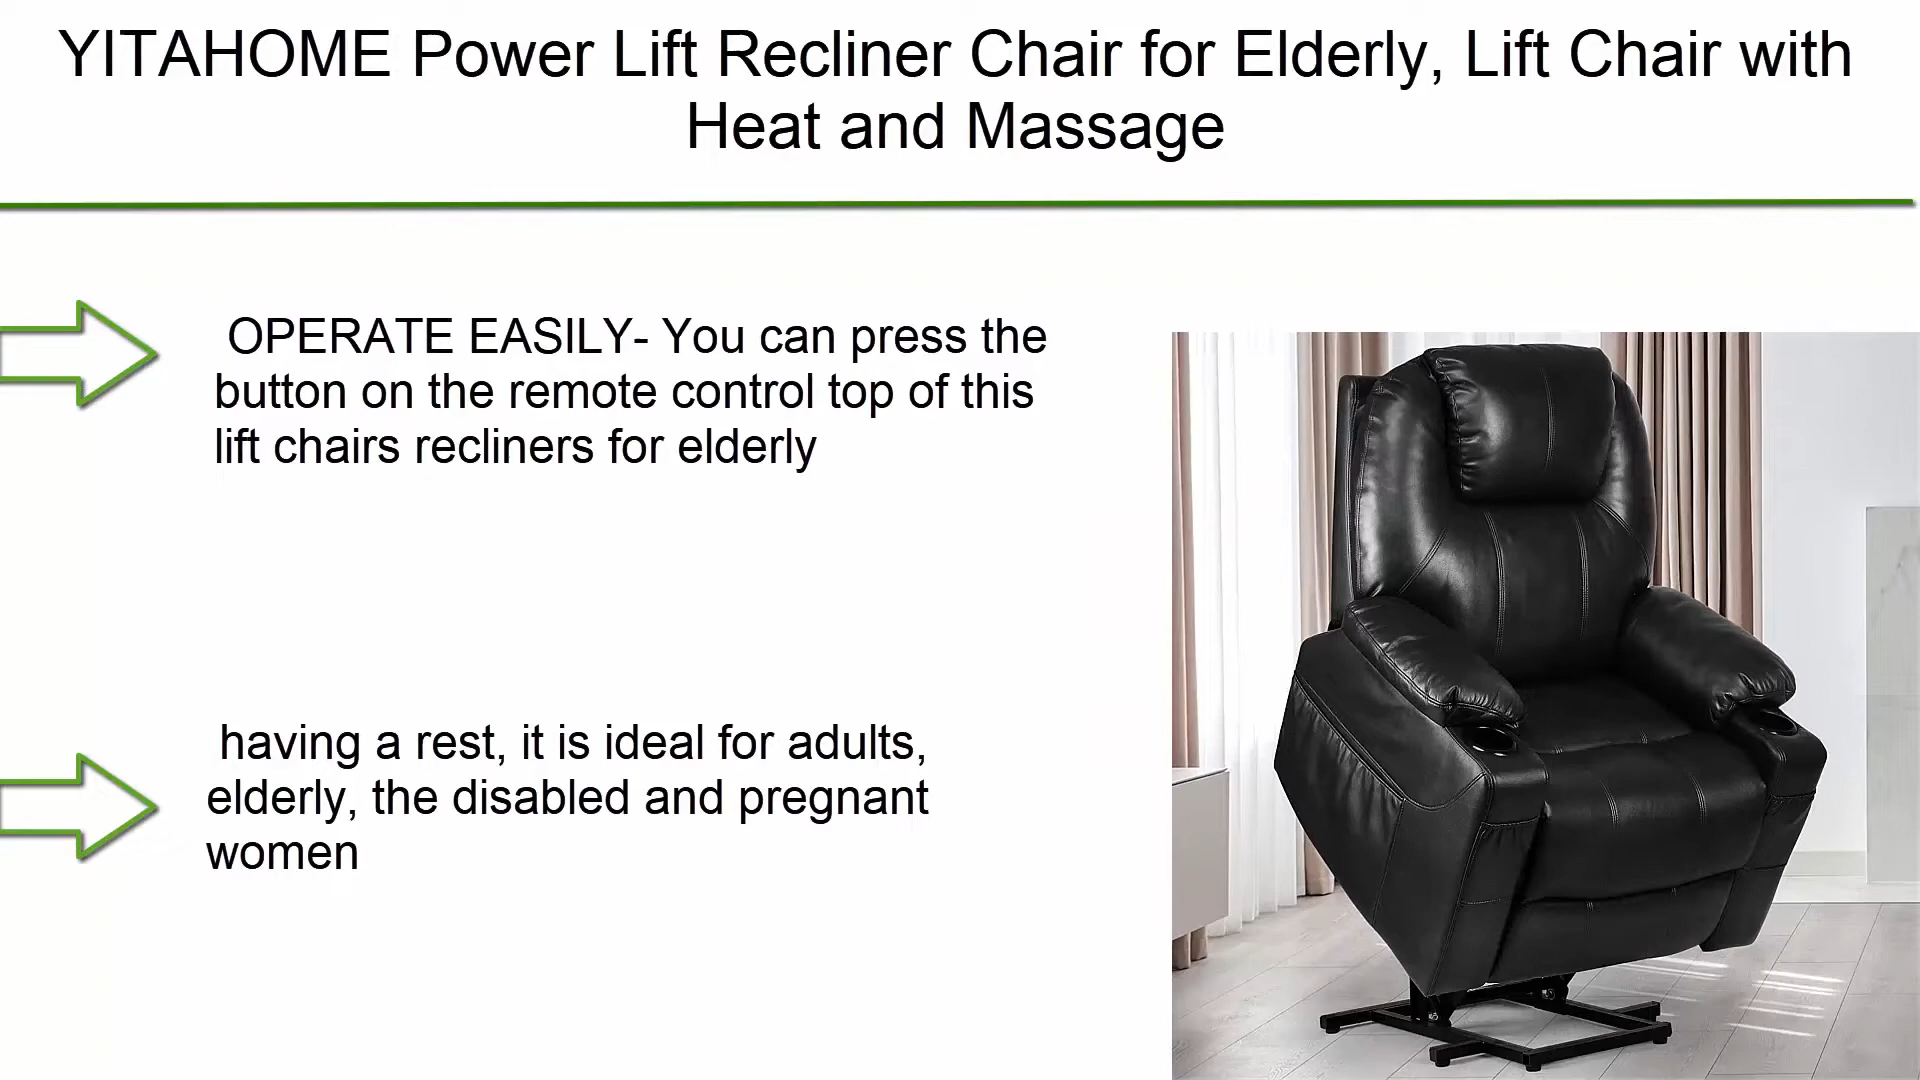 YITAHOME Power Lift Recliner Chair for Elderly, Lift Chair with
Heat and Massage
OPERATE EASILY- You can press the
button on the remote control top of this
lift chairs recliners for elderly
having a rest, it is ideal for adults,
elderly, the disabled and pregnant
women